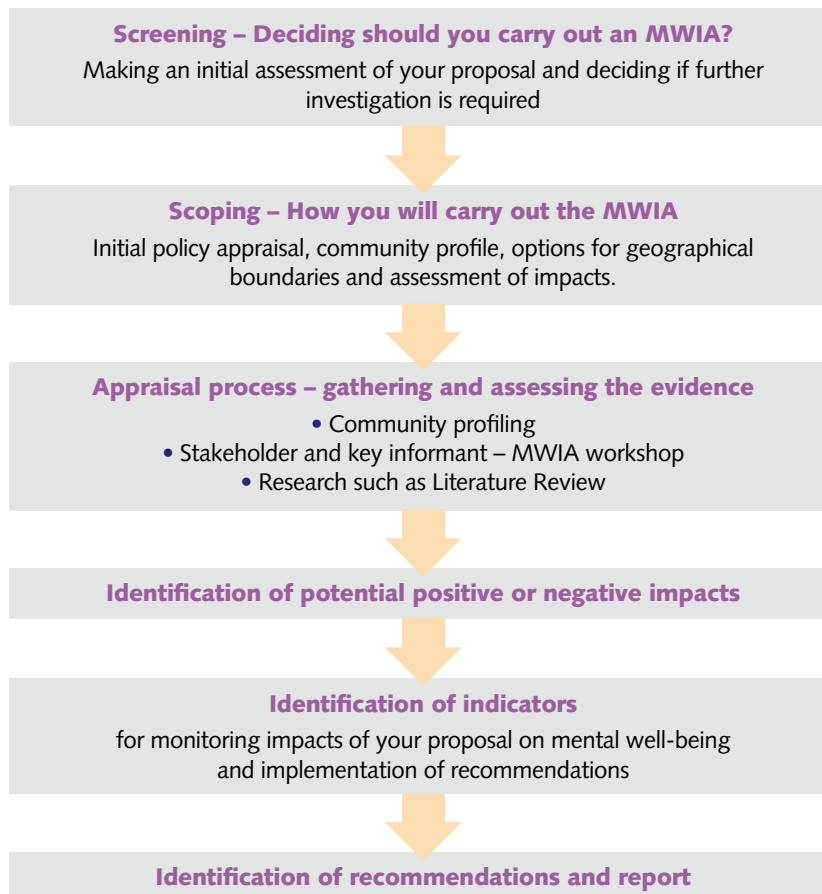 Screening – Deciding should you carry out an MWIA?
Making an initial assessment of your proposal and deciding if further
investigation is required
Scoping – How you will carry out the MWIA
Initial policy appraisal, community profile, options for geographical
boundaries and assessment of impacts.
Appraisal process – gathering and assessing the evidence
• Community profiling
• Stakeholder and key informant – MWIA workshop
• Research such as Literature Review
Identification of potential positive or negative impacts
Identification of indicators
for monitoring impacts of your proposal on mental well-being
and implementation of recommendations
Identification of recommendations and report